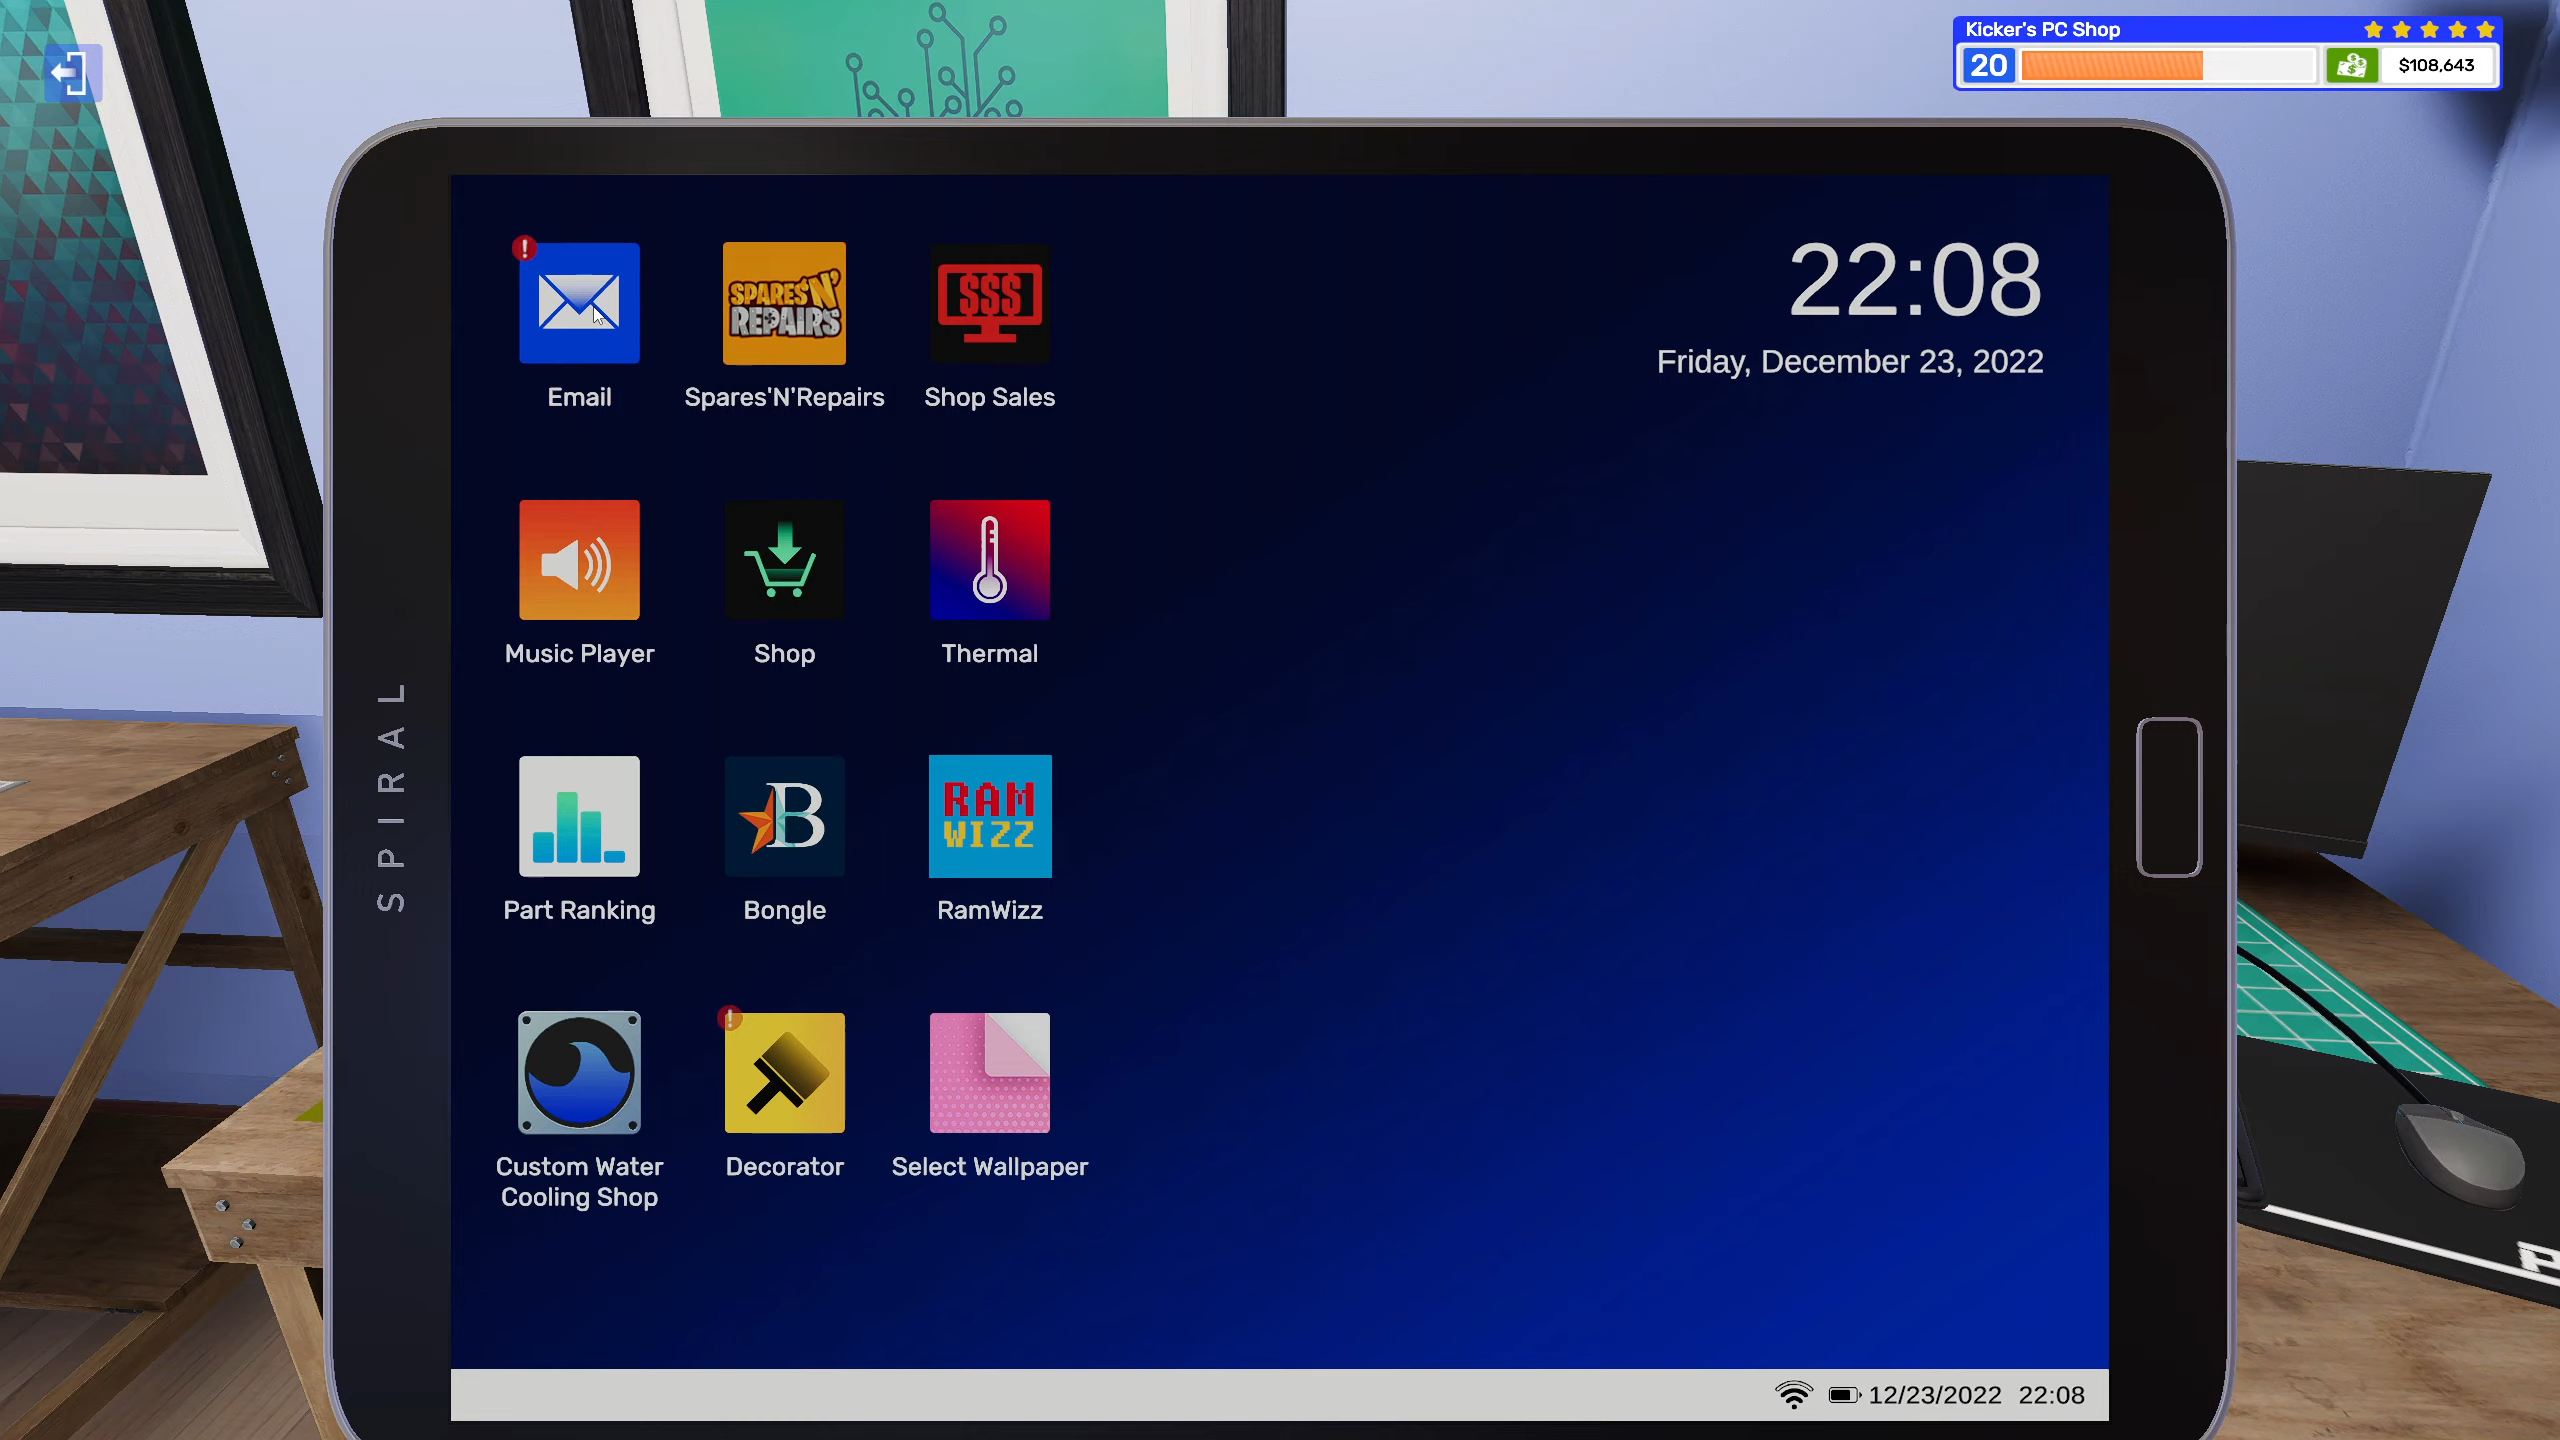 Kicker's PC Shop
20
$108,643
22:08
Friday, December 23, 2022
Email
SPARES'N'
REPAIRS
Spares'N'Repairs
$$$
Shop Sales
Music Player
Shop
Thermal
SPIRAL
Part Ranking
B
Bongle
RAM
WIZZ
RamWizz
Custom Water
Cooling Shop
Decorator
Select Wallpaper
12/23/2022 22:08